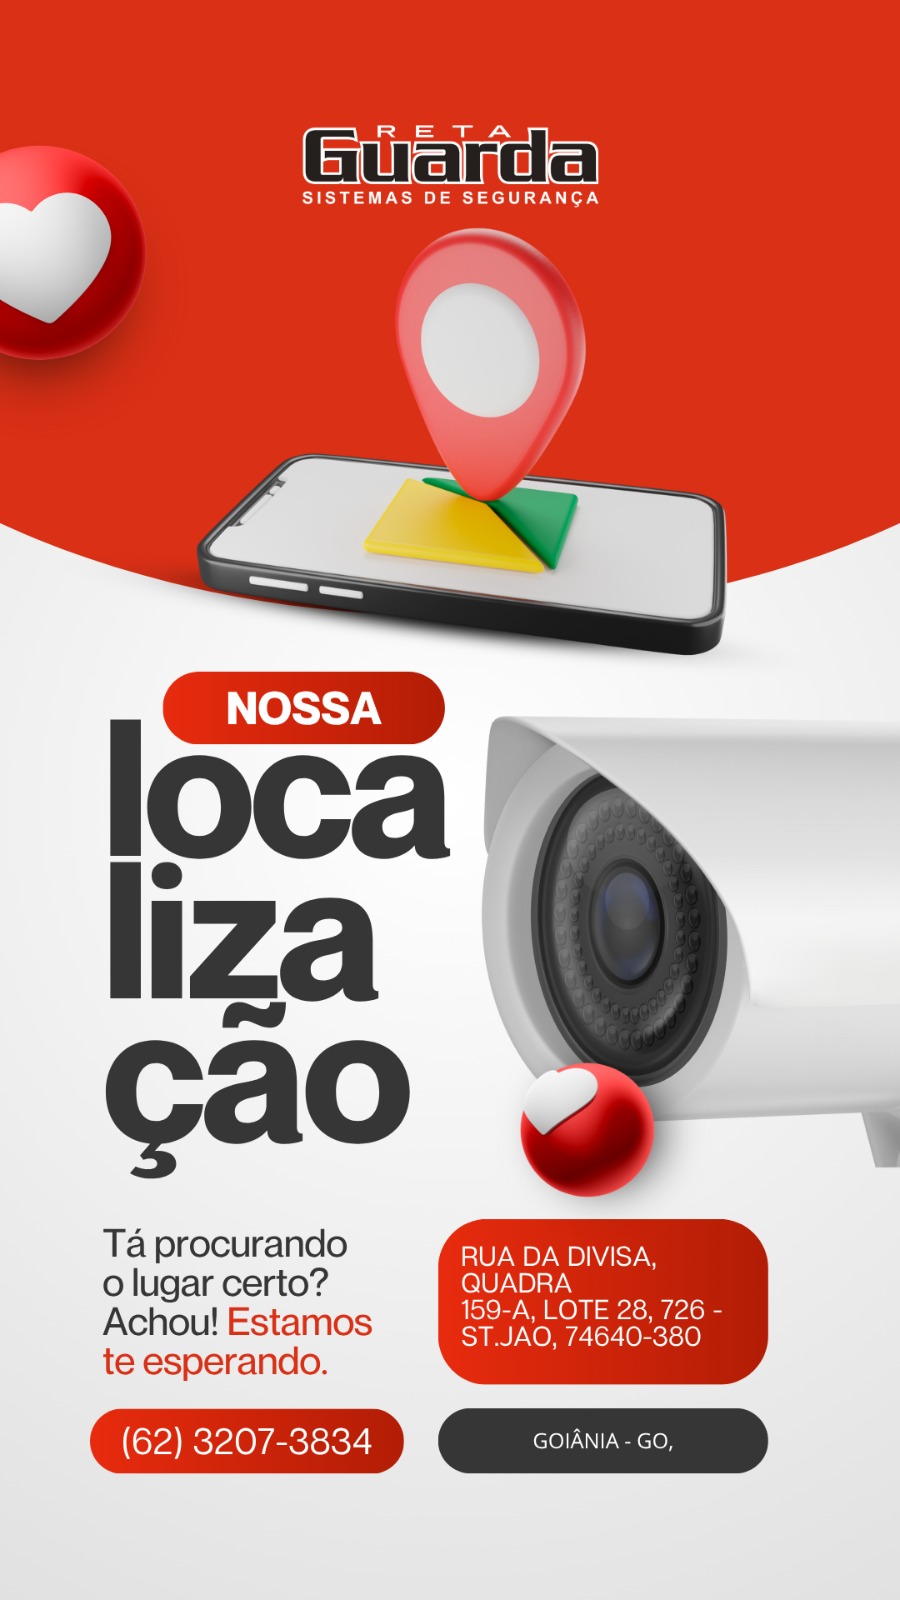 RETA
Guarda
SISTEMAS DE SEGURANÇA
NOSSA
loca
liza
ção
Tá procurando
o lugar certo?
Achou! Estamos
te esperando.
RUA DA DIVISA,
QUADRA
159-A, LOTE 28, 726 -
ST.JAO, 74640-380
(62) 3207-3834
GOIÂNIA - GO,